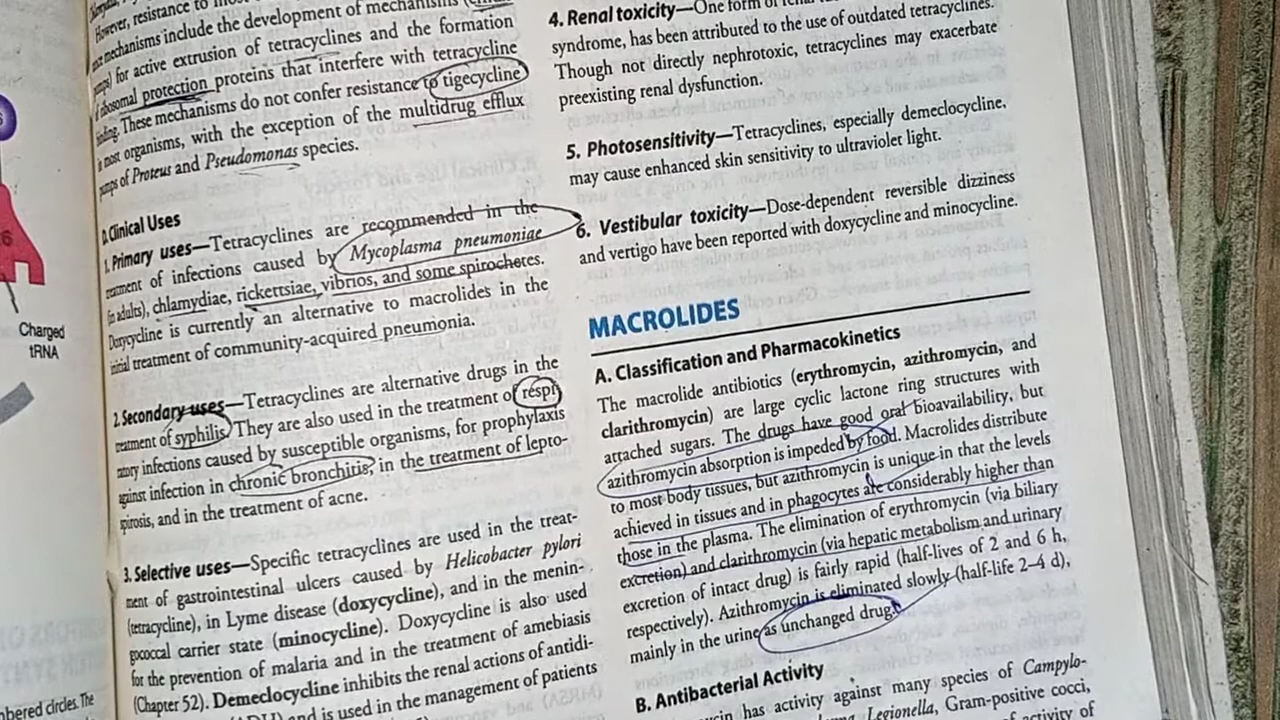 However, resistance to
mechanisms include the development of mechanisms
for active extrusion of tetracyclines and the formation
ribosomal protection proteins that interfere with tetracycline
binding. These mechanisms do not confer resistance to tigecycline
in most organisms, with the exception of the multidrug efflux
pumps of Proteus and Pseudomonas species.
Clinical Uses
1. Primary uses—Tetracyclines are recommended in the
treatment of infections caused by Mycoplasma pneumoniae
(in adults), chlamydiae, rickettsiae, vibrios, and some spirochetes.
Doxycycline is currently an alternative to macrolides in the
initial treatment of community-acquired pneumonia.
2. Secondary uses—Tetracyclines are alternative drugs in the
treatment of syphilis. They are also used in the treatment of respi-
ratory infections caused by susceptible organisms, for prophylaxis
against infection in chronic bronchitis, in the treatment of lepto-
spirosis, and in the treatment of acne.
3. Selective uses—Specific tetracyclines are used in the treat-
ment of gastrointestinal ulcers caused by Helicobacter pylori
(tetracycline), in Lyme disease (doxycycline), and in the menin-
gococcal carrier state (minocycline). Doxycycline is also used
for the prevention of malaria and in the treatment of amebiasis
(Chapter 52). Demeclocycline inhibits the renal actions of antidi-
and is used in the management of patients
Charged
tRNA
numbered circles. The
4. Renal toxicity—One form of
syndrome, has been attributed to the use of outdated tetracyclines.
Though not directly nephrotoxic, tetracyclines may exacerbate
preexisting renal dysfunction.
5. Photosensitivity—Tetracyclines, especially demeclocycline,
may cause enhanced skin sensitivity to ultraviolet light.
6. Vestibular toxicity—Dose-dependent reversible dizziness
and vertigo have been reported with doxycycline and minocycline.
MACROLIDES
A. Classification and Pharmacokinetics
The macrolide antibiotics (erythromycin, azithromycin, and
clarithromycin) are large cyclic lactone ring structures with
attached sugars. The drugs have good oral bioavailability, but
azithromycin absorption is impeded by food. Macrolides distribute
to most body tissues, but azithromycin is unique in that the levels
achieved in tissues and in phagocytes are considerably higher than
those in the plasma. The elimination of erythromycin (via biliary
excretion) and clarithromycin (via hepatic metabolism and urinary
excretion of intact drug) is fairly rapid (half-lives of 2 and 6 h,
respectively). Azithromycin is eliminated slowly (half-life 2–4 d),
mainly in the urine as unchanged drug.
B. Antibacterial Activity
has activity against many species of Campylo-
Legionella, Gram-positive cocci,
activity of